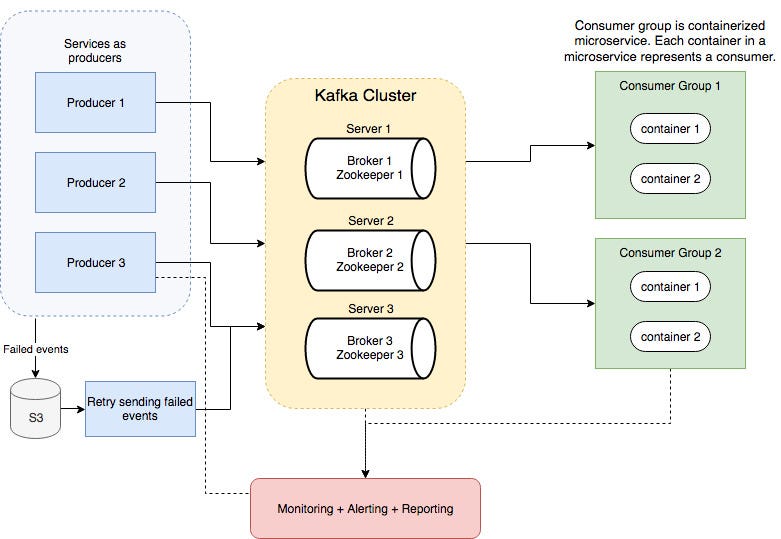 Services as
producers
Producer 1
Producer 2
Producer 3
Failed events
S3
Retry sending failed
events
Kafka Cluster
Server 1
Broker 1
Zookeeper 1
Server 2
Broker 2
Zookeeper 2
Server 3
Broker 3
Zookeeper 3
Consumer group is containerized
microservice. Each container in a
microservice represents a consumer.
Consumer Group 1
container 1
container 2
Consumer Group 2
container 1
container 2
Monitoring + Alerting + Reporting